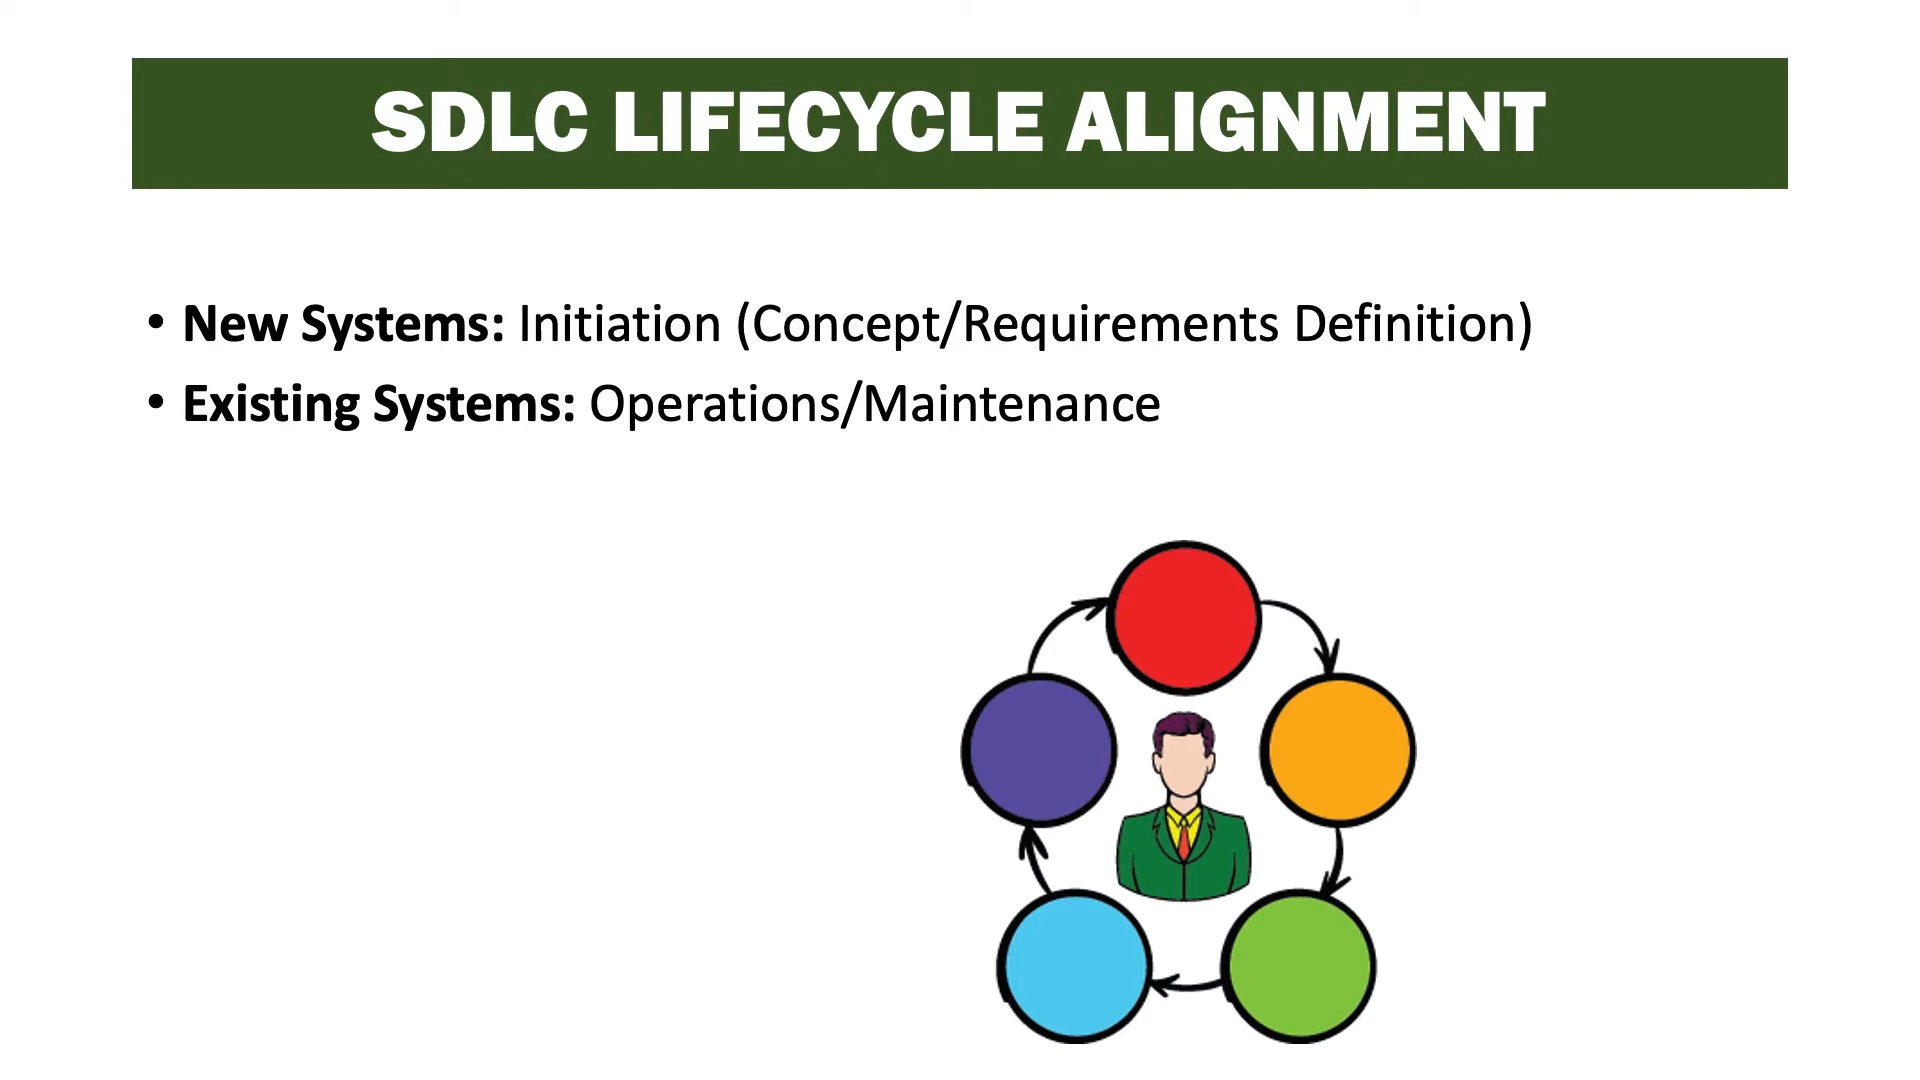 SDLC LIFECYCLE ALIGNMENT
• New Systems: Initiation (Concept/Requirements Definition)
• Existing Systems: Operations/Maintenance